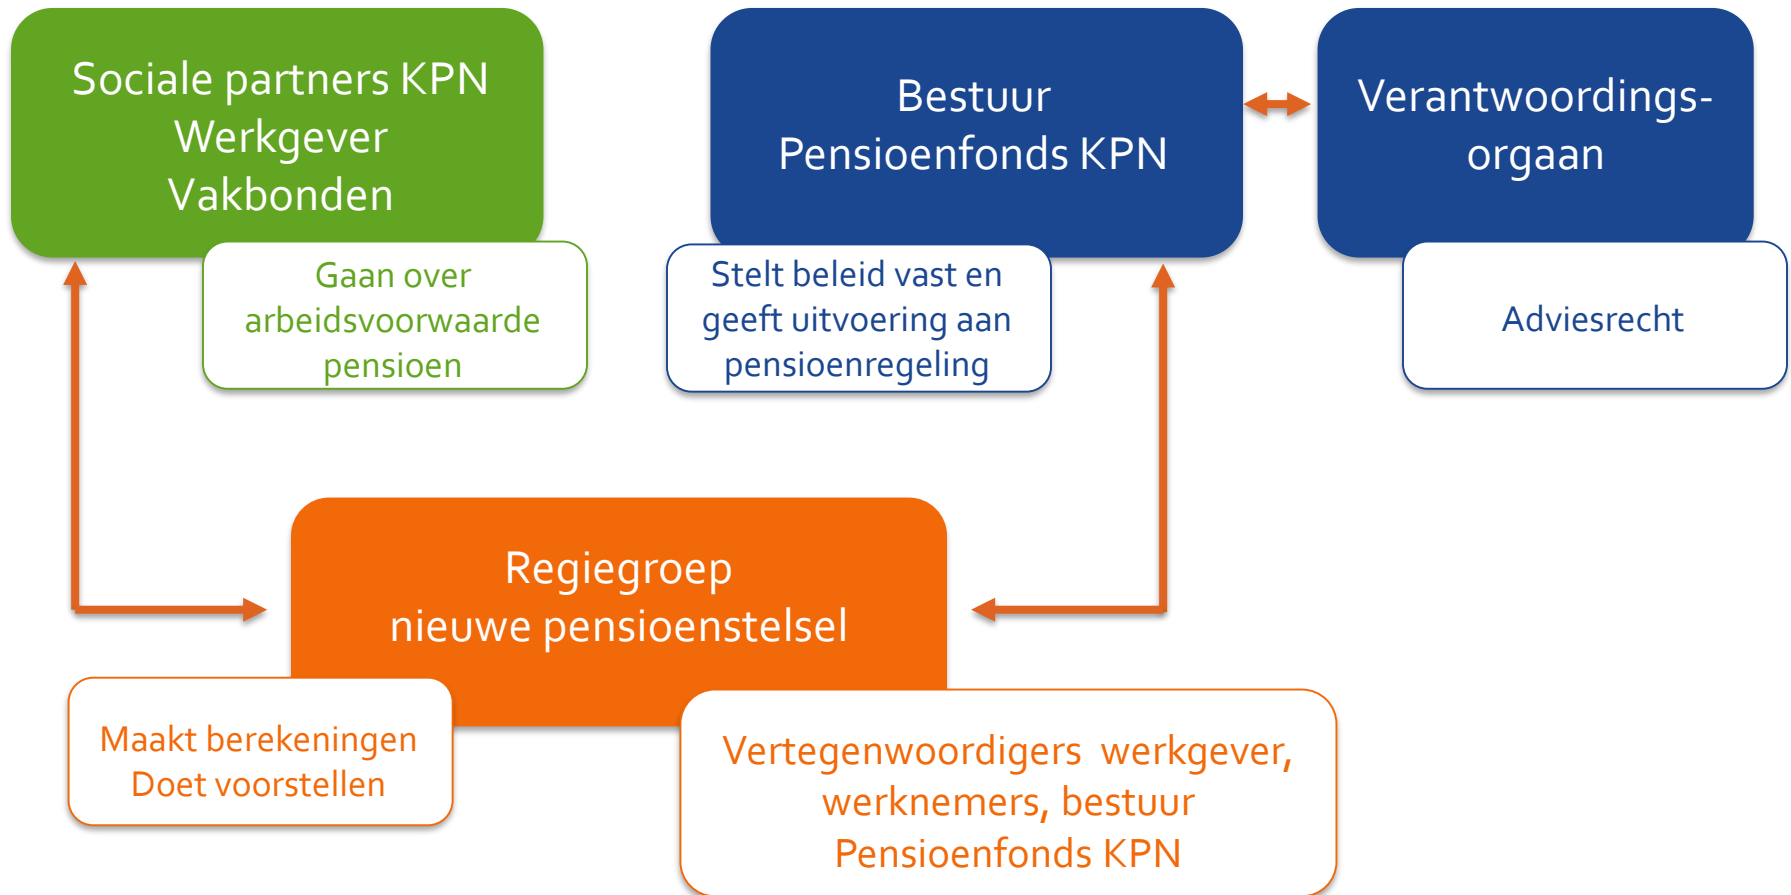 Sociale partners KPN
Werkgever
Vakbonden
Gaan over
arbeidsvoorwaarde
pensioen
Bestuur
Pensioenfonds KPN
Stelt beleid vast en
geeft uitvoering aan
pensioenregeling
Verantwoordings-
orgaan
Adviesrecht
Regiegroep
nieuwe pensioenstelsel
Maakt berekeningen
Doet voorstellen
Vertegenwoordigers werkgever,
werknemers, bestuur
Pensioenfonds KPN